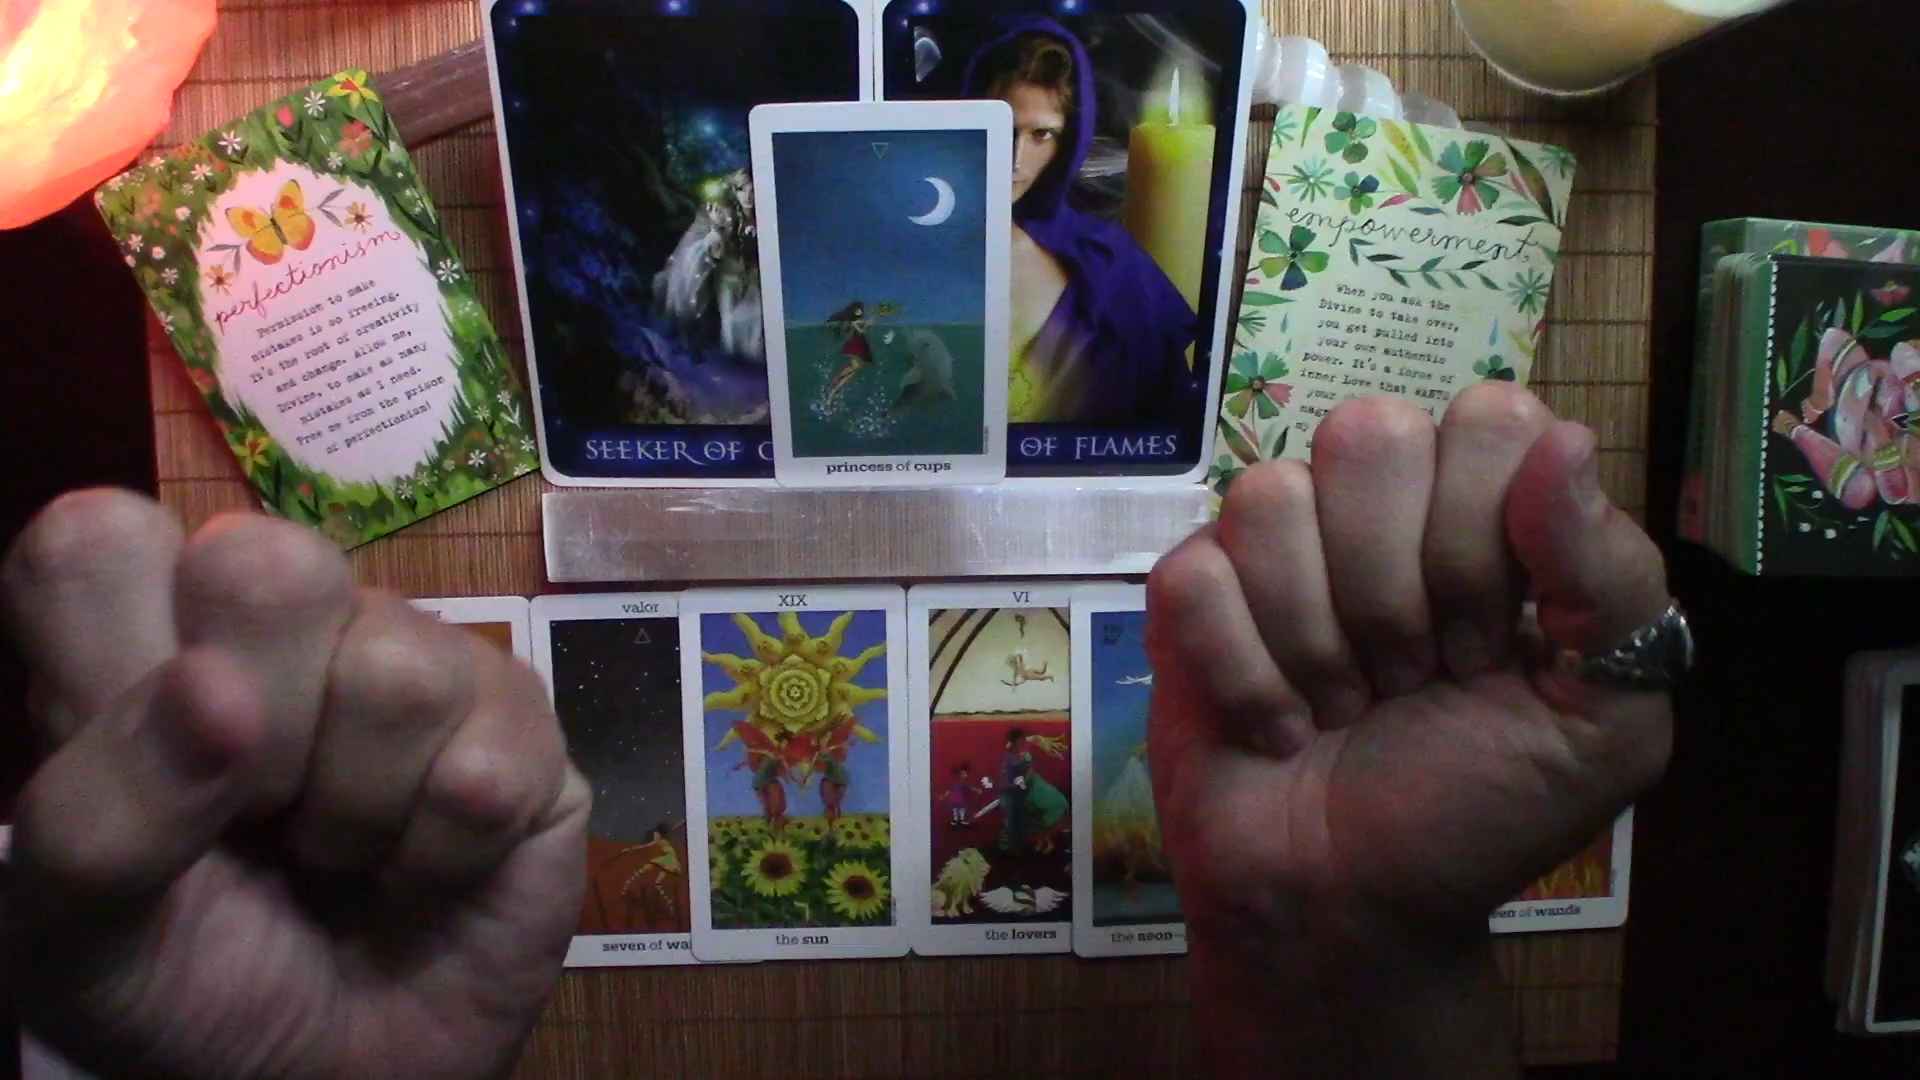 perfectionism
Permission to make
mistakes is so freeing.
It's the root of creativity
and change. Allow me,
Divine, to make as many
mistakes as I need.
Free me from the prison
of perfectionism!
SEEKER OF C
OF FLAMES
princess of cups
empowerment
When you ask the
Divine to take over,
you get pulled into
your own authentic
power. It's a force of
inner Love that WANTS
your
magn
my
valor
seven of wa
XIX
the sun
VI
the lovers
the aeon
een of wands